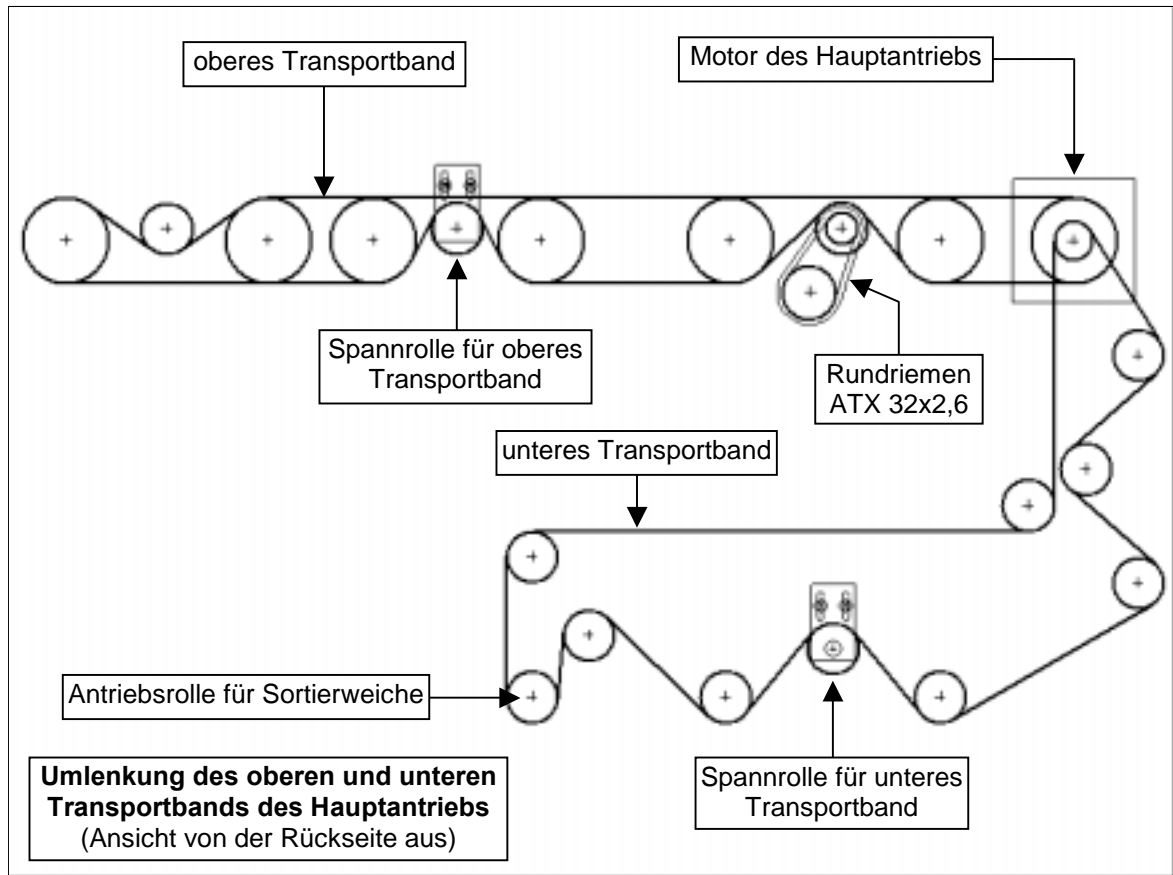 oberes Transportband
Motor des Hauptantriebs
Spannrolle für oberes
Transportband
Rundriemen
ATX 32x2,6
unteres Transportband
Antriebsrolle für Sortierweiche
Spannrolle für unteres
Transportband
Umlenkung des oberen und unteren
Transportbands des Hauptantriebs
(Ansicht von der Rückseite aus)